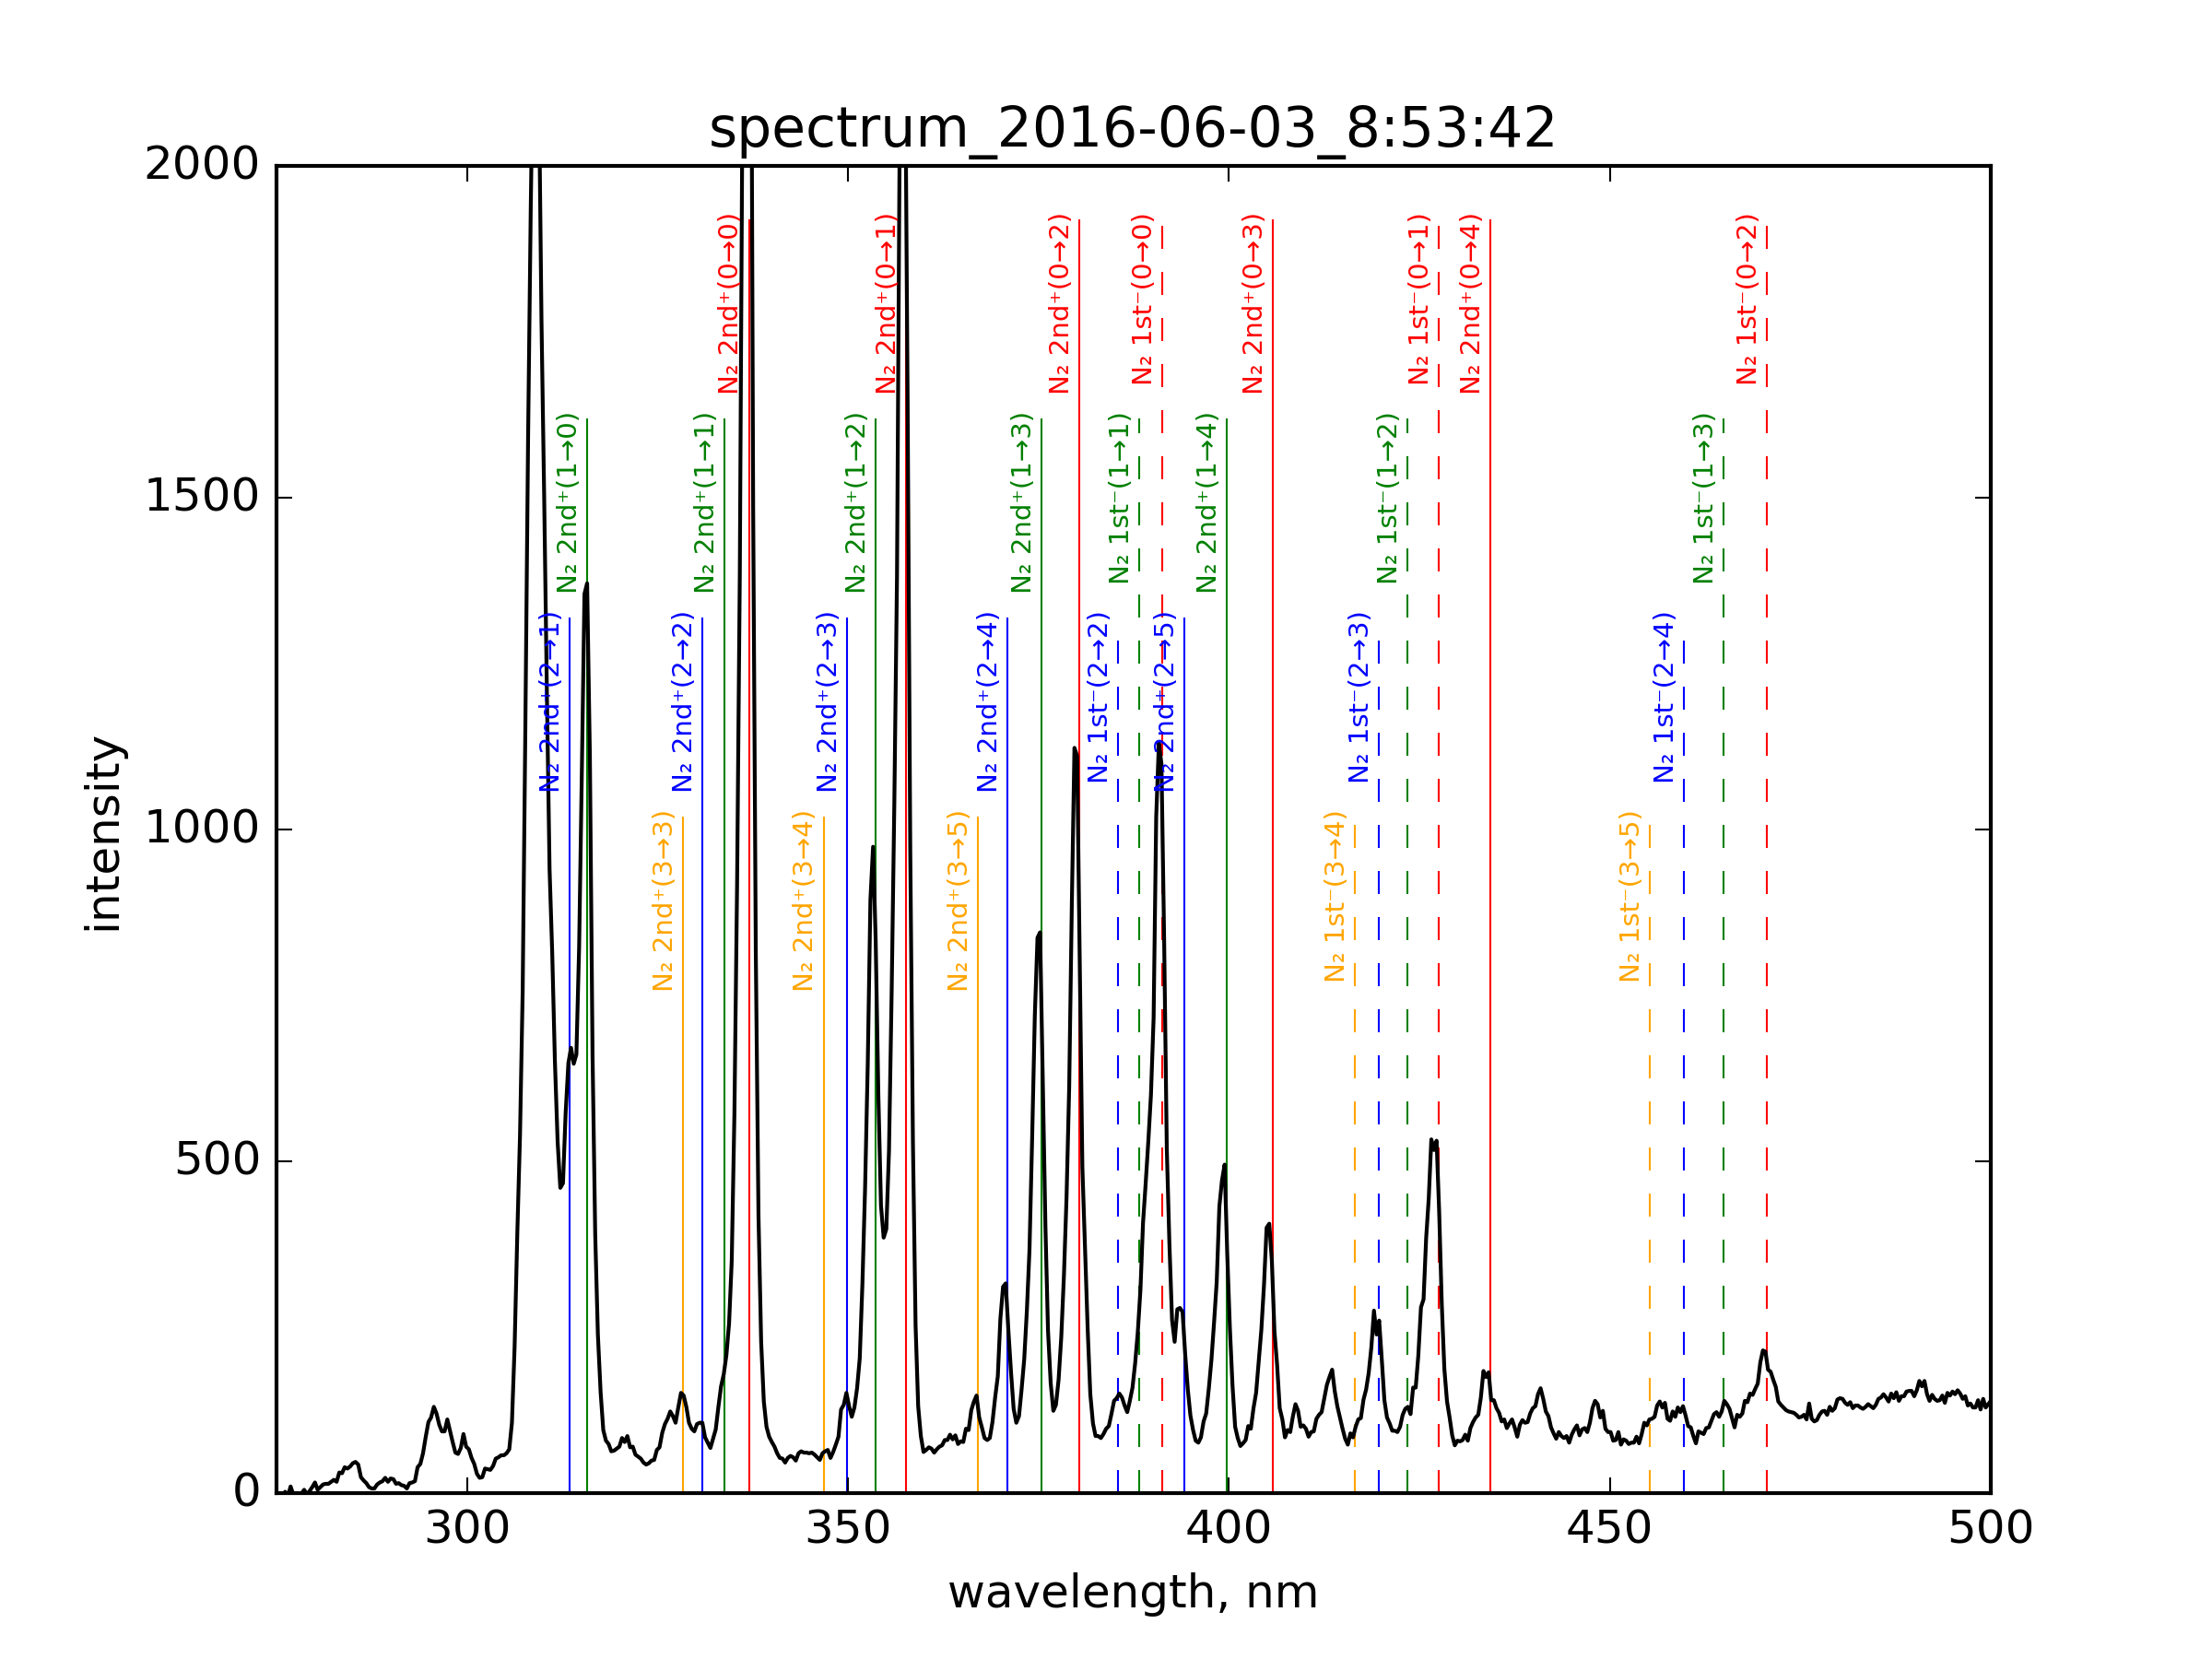 spectrum_2016-06-03_8:53:42
2000
1500
1000
500
0
intensity
N₂ 2nd⁺(0→0)
N₂ 2nd⁺(0→1)
N₂ 2nd⁺(0→2)
N₂ 1st⁻(0→0)
N₂ 2nd⁺(0→3)
N₂ 1st⁻(0→1)
N₂ 2nd⁺(0→4)
N₂ 1st⁻(0→2)
N₂ 2nd⁺(1→0)
N₂ 2nd⁺(1→1)
N₂ 2nd⁺(1→2)
N₂ 2nd⁺(1→3)
N₂ 1st⁻(1→1)
N₂ 2nd⁺(1→4)
N₂ 1st⁻(1→2)
N₂ 1st⁻(1→3)
N₂ 2nd⁺(2→1)
N₂ 2nd⁺(2→2)
N₂ 2nd⁺(2→3)
N₂ 2nd⁺(2→4)
N₂ 1st⁻(2→2)
N₂ 2nd⁺(2→5)
N₂ 1st⁻(2→3)
N₂ 1st⁻(2→4)
N₂ 2nd⁺(3→3)
N₂ 2nd⁺(3→4)
N₂ 2nd⁺(3→5)
N₂ 1st⁻(3→4)
N₂ 1st⁻(3→5)
300 350 400 450 500
wavelength, nm